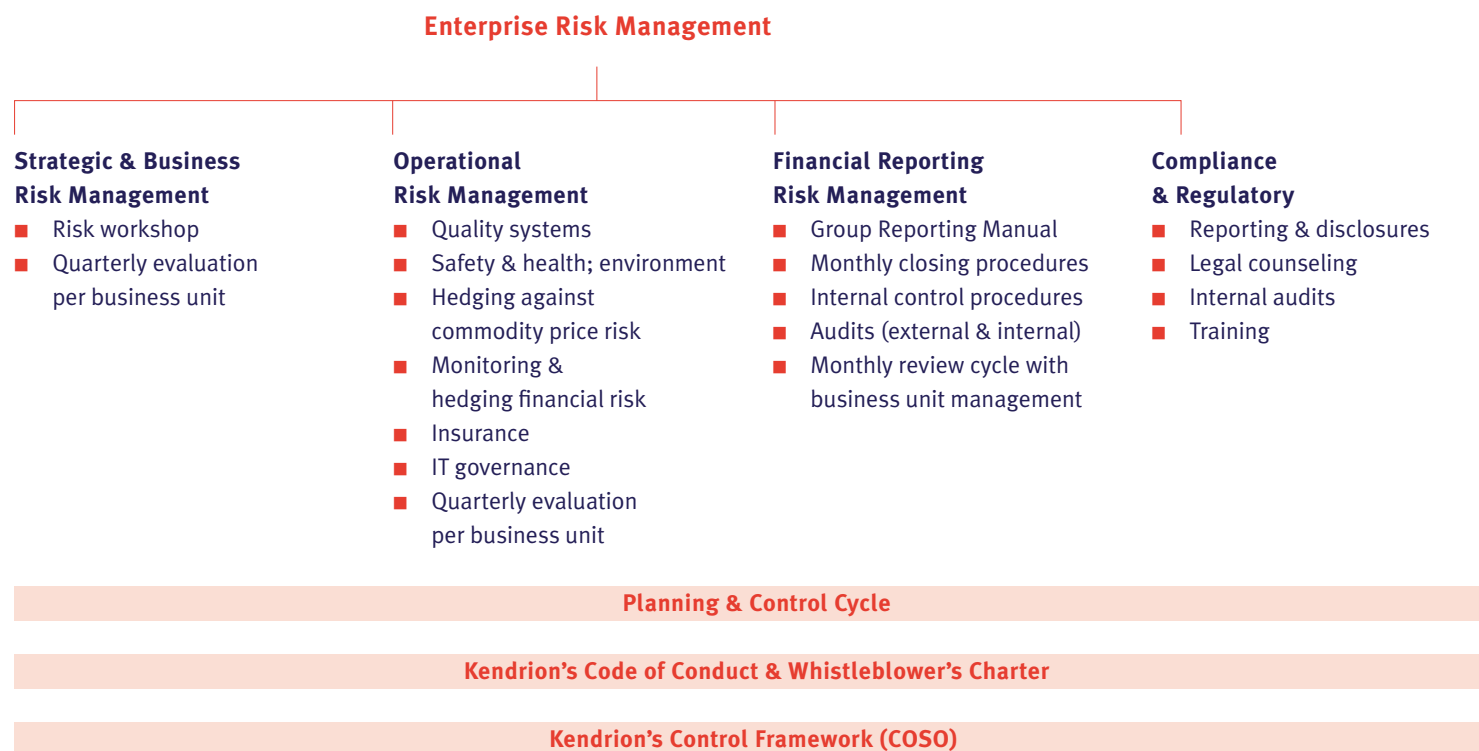 Enterprise Risk Management
Strategic & Business
Risk Management
■ Risk workshop
■ Quarterly evaluation
per business unit
Operational
Risk Management
■ Quality systems
■ Safety & health; environment
■ Hedging against
commodity price risk
■ Monitoring &
hedging financial risk
■ Insurance
■ IT governance
■ Quarterly evaluation
per business unit
Financial Reporting
Risk Management
■ Group Reporting Manual
■ Monthly closing procedures
■ Internal control procedures
■ Audits (external & internal)
■ Monthly review cycle with
business unit management
Compliance
& Regulatory
■ Reporting & disclosures
■ Legal counseling
■ Internal audits
■ Training
Planning & Control Cycle
Kendrion’s Code of Conduct & Whistleblower’s Charter
Kendrion’s Control Framework (COSO)